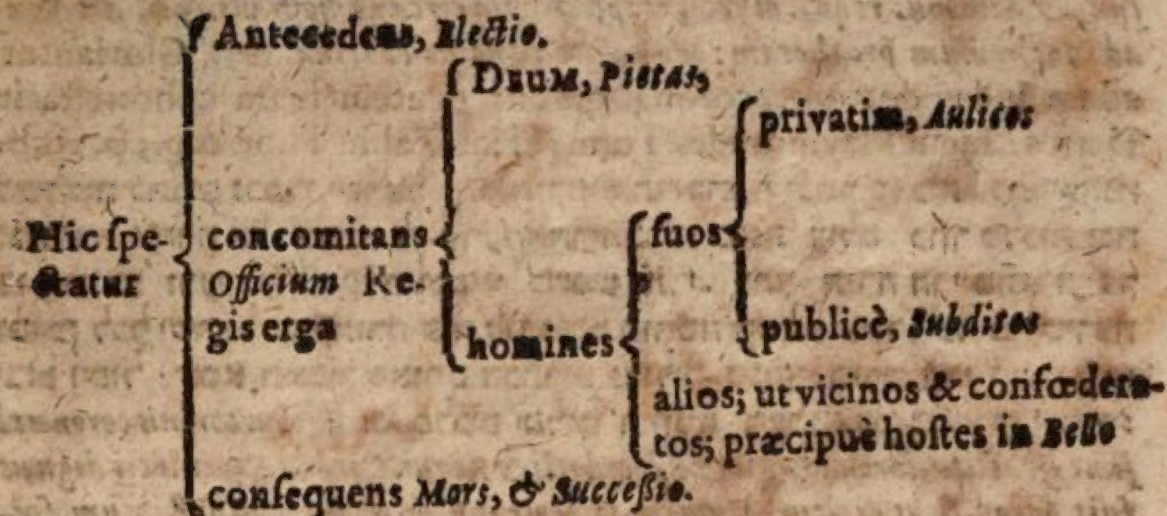 Antecedens, Electio.
DEUM, Pietas,
privatim, Aulicos
Hic ſpe-
ctatur
concomitans
Officium Re-
gis erga
ſuos
homines
publicè, Subditos
alios; ut vicinos & confœdera-
tos; præcipuè hoſtes in Bello
conſequens Mors, & Succeſsio.